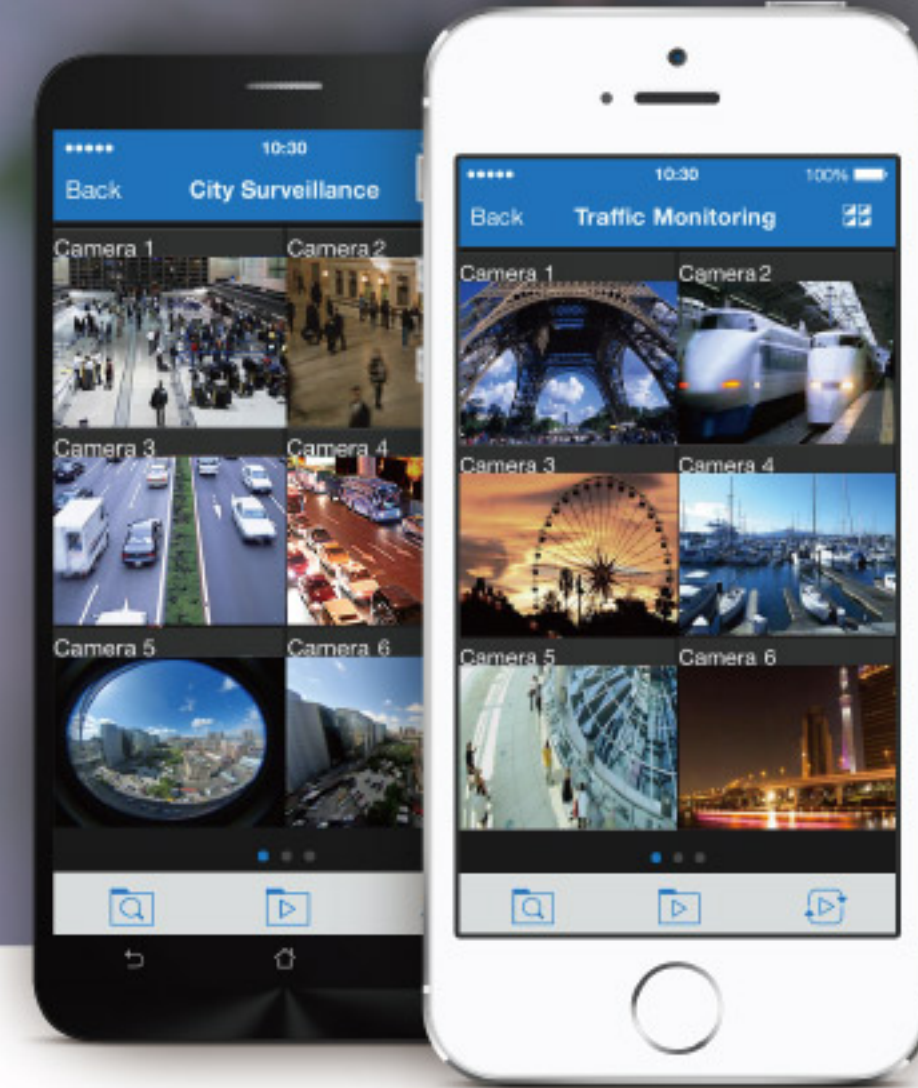 10:30
Back City Surveillance
Camera 1 Camera 2
Camera 3 Camera 4
Camera 5 Camera 6
10:30 100%
Back Traffic Monitoring
Camera 1 Camera 2
Camera 3 Camera 4
Camera 5 Camera 6